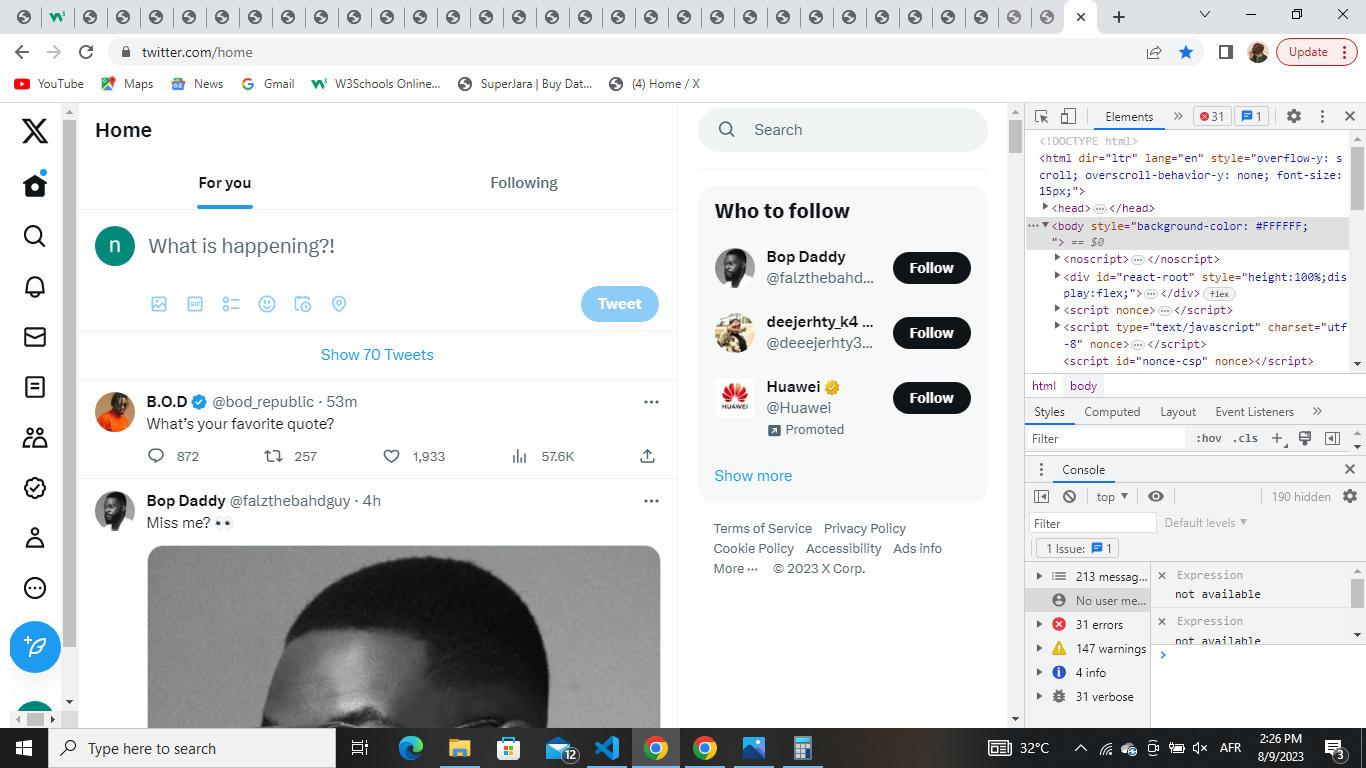 twitter.com/home
Update
YouTube
Maps
News
Gmail
W3Schools Online...
SuperJara | Buy Dat...
(4) Home / X
Home
For you
Following
n
What is happening?!
GIF
Tweet
Show 70 Tweets
B.O.D @bod_republic · 53m
What's your favorite quote?
872
257
1,933
57.6K
Bop Daddy @falzthebahdguy · 4h
Miss me? 👀
Search
Who to follow
Bop Daddy
@falzthebahd...
Follow
deejerhty_k4 ...
@deeejerhty3...
Follow
HUAWEI
Huawei
@Huawei
Promoted
Follow
Show more
Terms of Service Privacy Policy
Cookie Policy Accessibility Ads info
More ··· © 2023 X Corp.
Elements
31
1
<!DOCTYPE html>
<html dir="ltr" lang="en" style="overflow-y: s
croll; overscroll-behavior-y: none; font-size:
15px;">
<head>…</head>
<body style="background-color: #FFFFFF;
"> == $0
<noscript>…</noscript>
<div id="react-root" style="height:100%;dis
play:flex;">…</div> flex
<script nonce>…</script>
<script type="text/javascript" charset="utf
-8" nonce>…</script>
<script id="nonce-csp" nonce></script>
html body
Styles Computed Layout Event Listeners
Filter
:hov .cls
Console
top
190 hidden
Filter
Default levels
1 Issue: 1
213 messag...
No user me...
31 errors
147 warnings
4 info
31 verbose
Expression
not available
Expression
not available
Type here to search
12
32°C
AFR
2:26 PM
8/9/2023
3